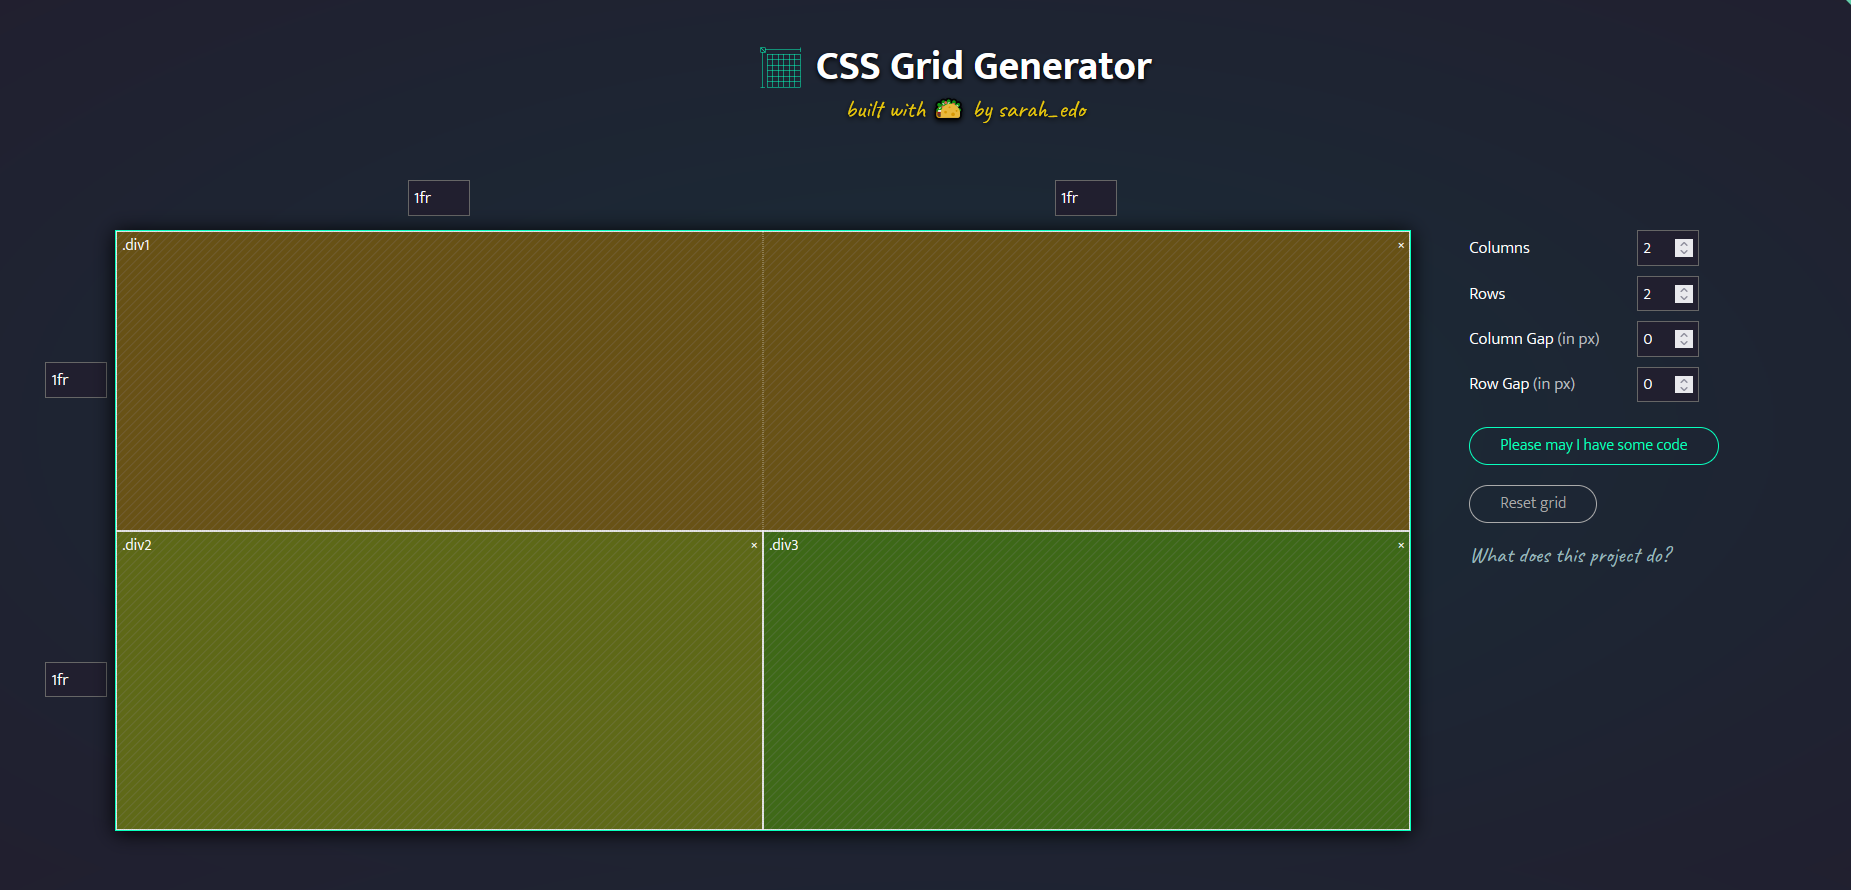 CSS Grid Generator
built with 🌮 by sarah_edo
1fr
1fr
1fr
1fr
.div1 ×
.div2 ×
.div3 ×
Columns 2
Rows 2
Column Gap (in px) 0
Row Gap (in px) 0
Please may I have some code
Reset grid
What does this project do?